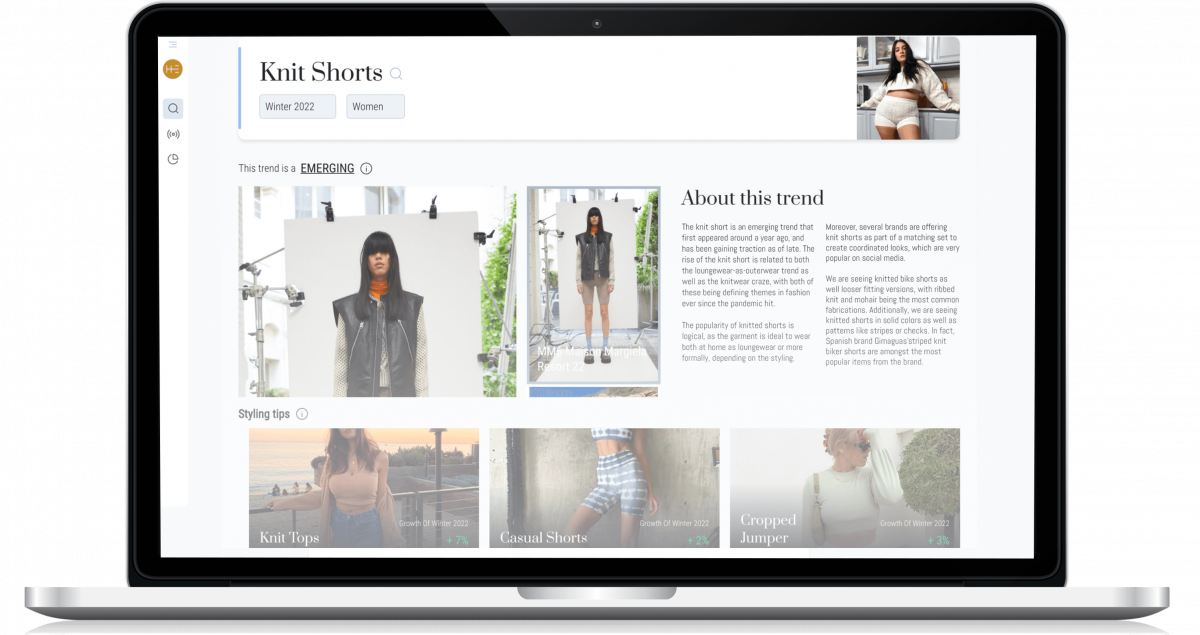 HE
Knit Shorts
Winter 2022
Women
This trend is a EMERGING
MM6 Maison Margiela
Resort 22
About this trend
The knit short is an emerging trend that
first appeared around a year ago, and
has been gaining traction as of late. The
rise of the knit short is related to both
the loungewear-as-outerwear trend as
well as the knitwear craze, with both of
these being defining themes in fashion
ever since the pandemic hit.
The popularity of knitted shorts is
logical, as the garment is ideal to wear
both at home as loungewear or more
formally, depending on the styling.
Moreover, several brands are offering
knit shorts as part of a matching set to
create coordinated looks, which are very
popular on social media.
We are seeing knitted bike shorts as
well looser fitting versions, with ribbed
knit and mohair being the most common
fabrications. Additionally, we are seeing
knitted shorts in solid colors as well as
patterns like stripes or checks. In fact,
Spanish brand Gimaguas'striped knit
biker shorts are amongst the most
popular items from the brand.
Styling tips
Knit Tops
Growth Of Winter 2022
+ 7%
Casual Shorts
Growth Of Winter 2022
+ 2%
Cropped
Jumper
Growth Of Winter 2022
+ 3%